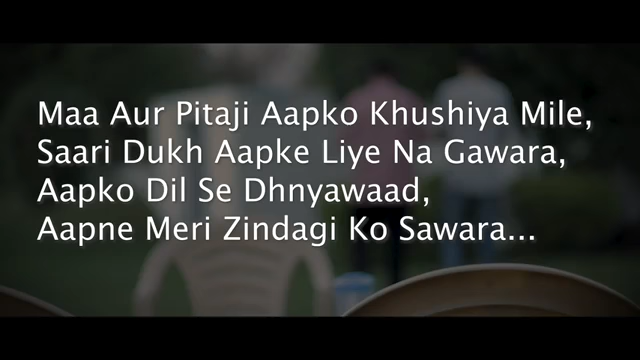 Maa Aur Pitaji Aapko Khushiya Mile,
Saari Dukh Aapke Liye Na Gawara,
Aapko Dil Se Dhnyawaad,
Aapne Meri Zindagi Ko Sawara...